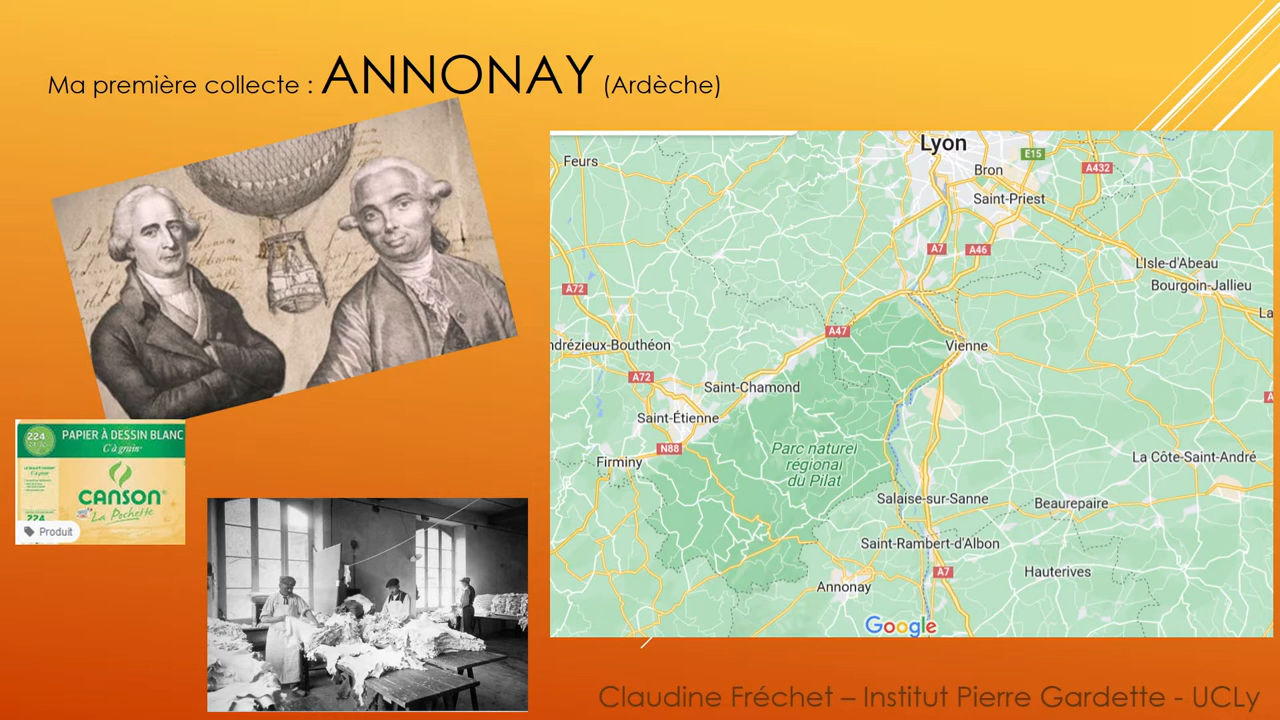 Ma première collecte : ANNONAY (Ardèche)
224
PAPIER À DESSIN BLANC
C à grain
CANSON
La Pochette
224
Produit
Lyon
E15
Feurs
Bron
A432
Saint-Priest
A7
A46
L'Isle-d'Abeau
A72
Bourgoin-Jallieu
La
A47
ndrézieux-Bouthéon
Vienne
A72
Saint-Chamond
A
Saint-Étienne
N88
Parc naturel
régional
du Pilat
Firminy
La Côte-Saint-André
Salaise-sur-Sanne
Beaurepaire
Saint-Rambert-d'Albon
A7
Hauterives
Annonay
Google
Claudine Fréchet – Institut Pierre Gardette - UCLy